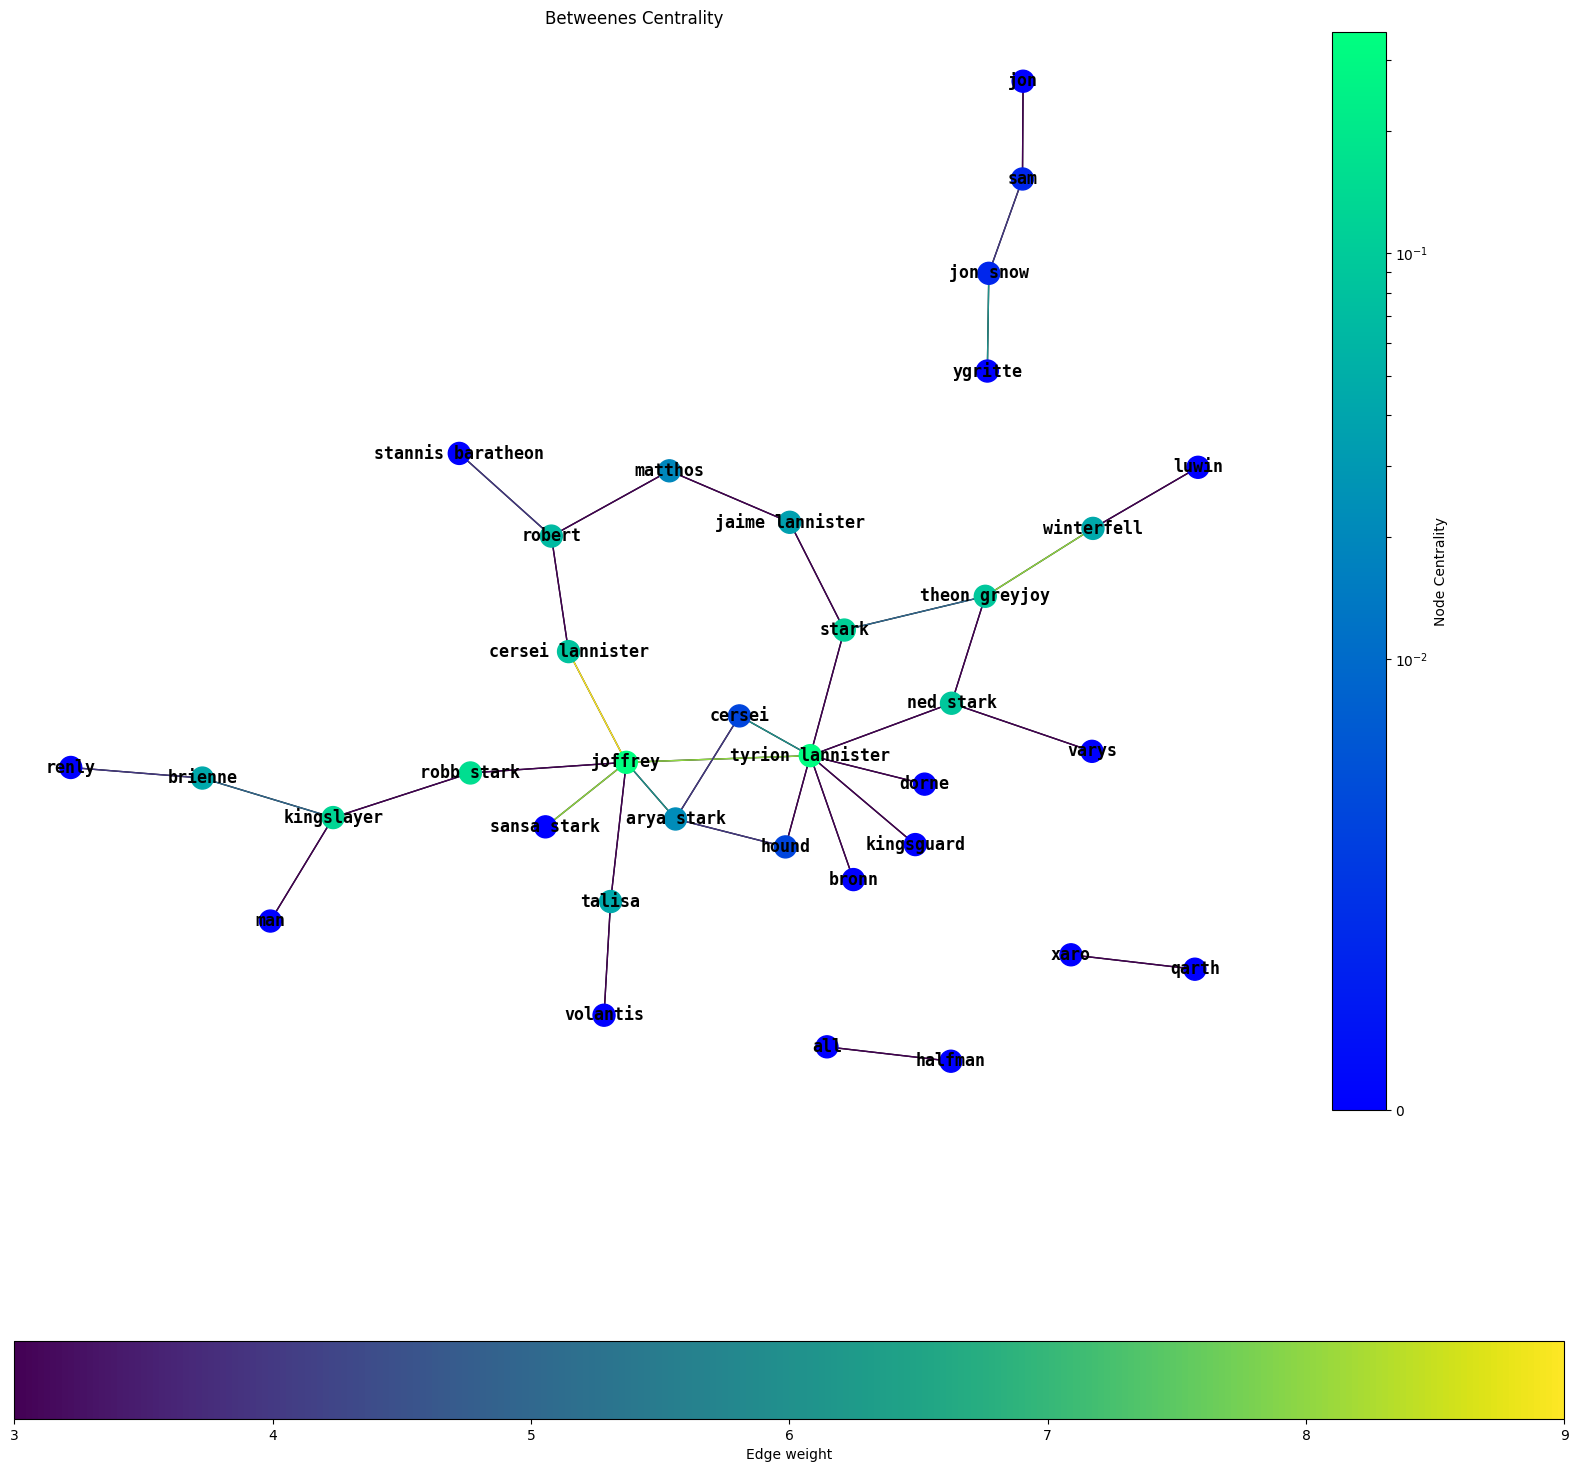 Betweenes Centrality
jon
sam
jon snow
ygritte
stannis baratheon
matthos
luwin
jaime lannister
winterfell
robert
theon greyjoy
stark
cersei lannister
ned stark
cersei
varys
tyrion lannister
joffrey
renly
robb stark
brienne
dorne
kingslayer
arya stark
sansa stark
hound
kingsguard
bronn
talisa
man
xaro
qarth
volantis
all
halfman
10⁻¹
10⁻²
0
Node Centrality
3 4 5 6 7 8 9
Edge weight